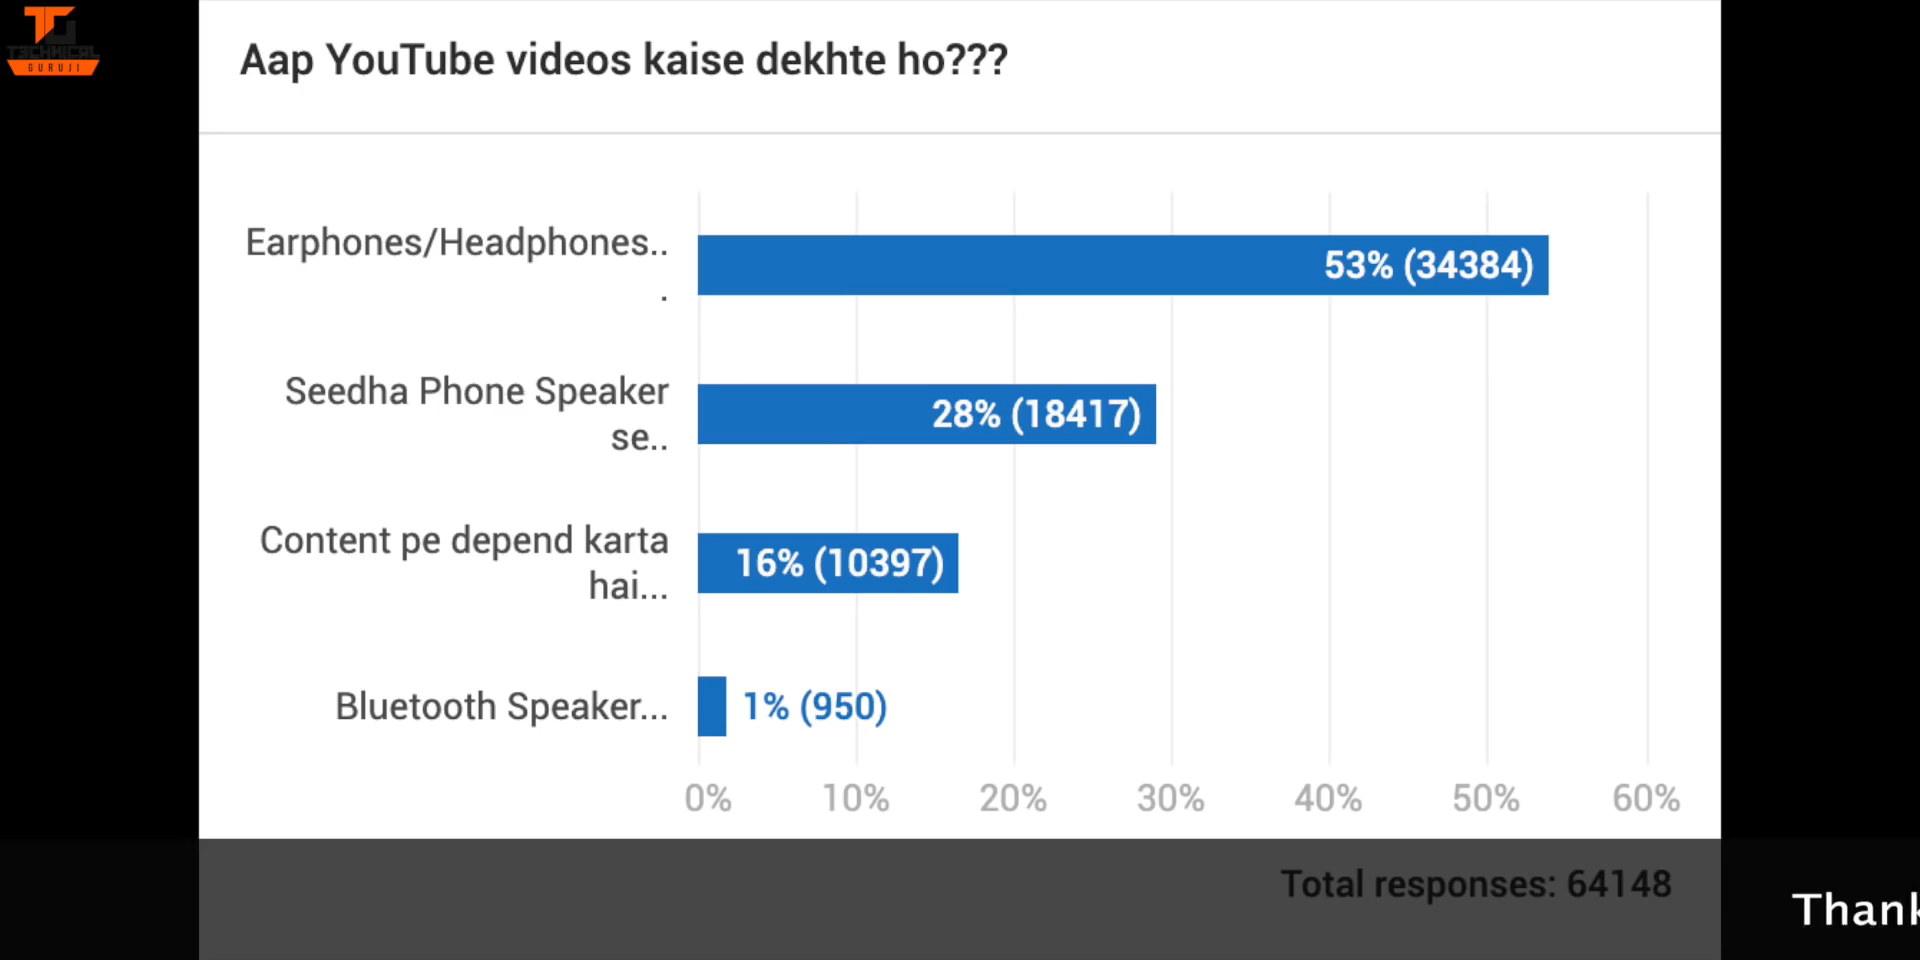 TECHNICAL
GURUJI
Aap YouTube videos kaise dekhte ho???
Earphones/Headphones..
.
53% (34384)
Seedha Phone Speaker
se..
28% (18417)
Content pe depend karta
hai...
16% (10397)
Bluetooth Speaker...
1% (950)
0% 10% 20% 30% 40% 50% 60%
Total responses: 64148